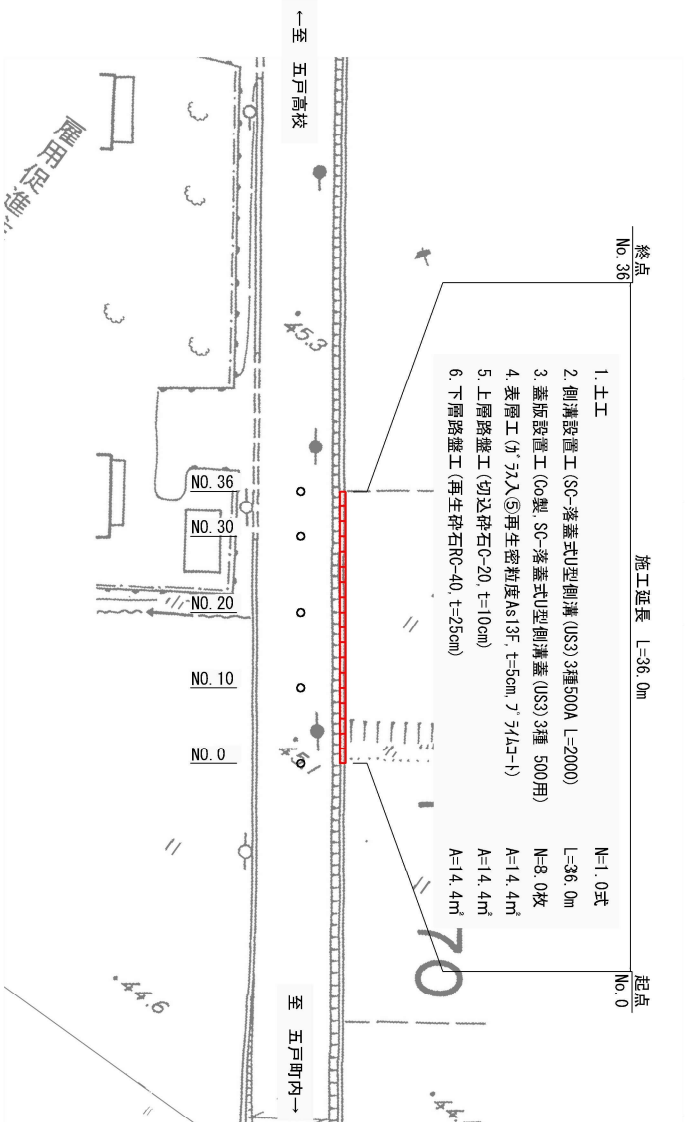 終点
No. 36
施工延長　L=36.0m
起点
No. 0
1. 土工　N=1.0式
2. 側溝設置工 (SC-落蓋式U型側溝(US3)3種500A L=2000)　L=36.0m
3. 蓋版設置工 (Co製, SC-落蓋式U型側溝蓋(US3)3種 500用)　N=8.0枚
4. 表層工 (ガラス入⑤再生密粒度As13F, t=5cm, プライムコート)　A=14.4㎡
5. 上層路盤工 (切込砕石C-20, t=10cm)　A=14.4㎡
6. 下層路盤工 (再生砕石RC-40, t=25cm)　A=14.4㎡
←至　五戸高校
至　五戸町内→
NO. 36
NO. 30
NO. 20
NO. 10
NO. 0
45.3
45.1
44.6
44.
70
雇用促進